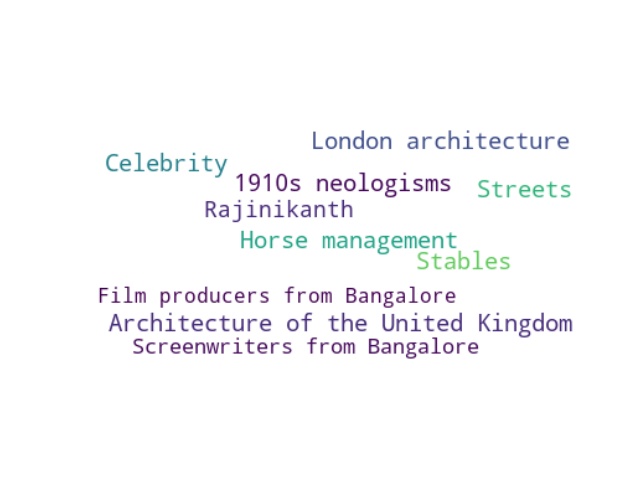 London architecture
Celebrity
1910s neologisms
Streets
Rajinikanth
Horse management
Stables
Film producers from Bangalore
Architecture of the United Kingdom
Screenwriters from Bangalore